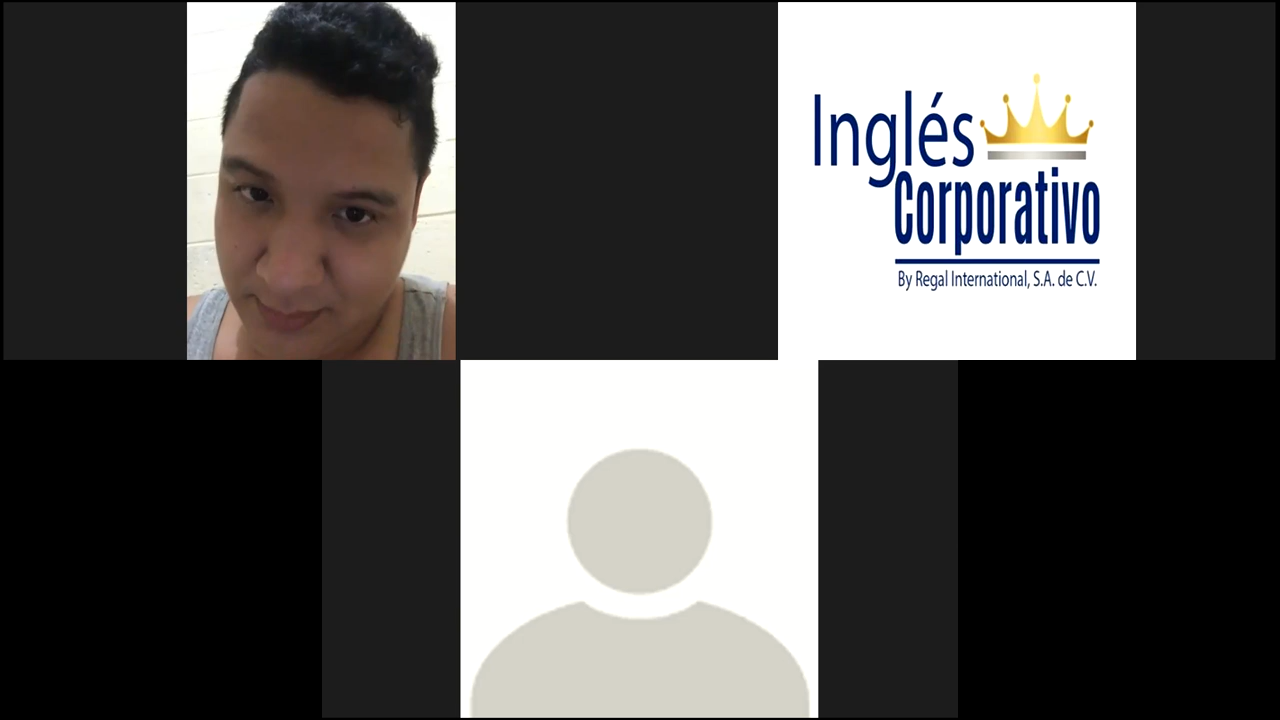 Inglés
Corporativo
By Regal International, S.A. de C.V.